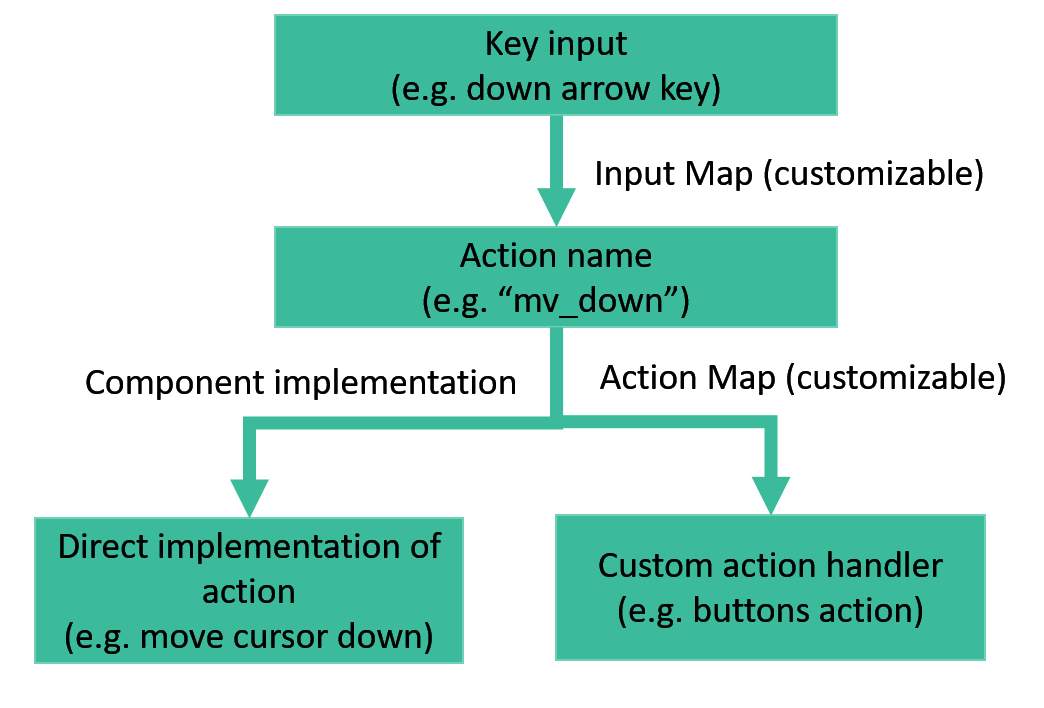 Key input
(e.g. down arrow key)
Input Map (customizable)
Action name
(e.g. “mv_down”)
Component implementation
Action Map (customizable)
Direct implementation of
action
(e.g. move cursor down)
Custom action handler
(e.g. buttons action)